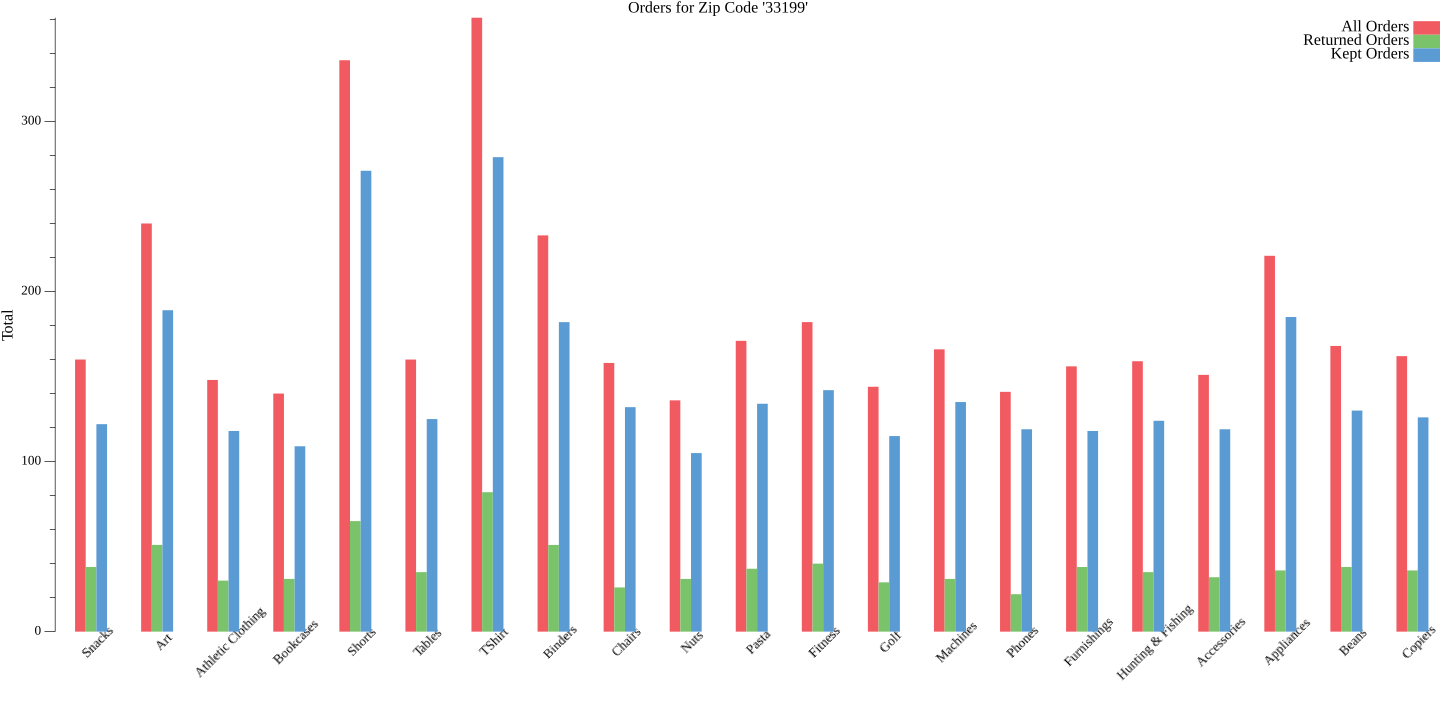 Orders for Zip Code '33199'
All Orders
Returned Orders
Kept Orders
Total
300
200
100
0
Snacks
Art
Athletic Clothing
Bookcases
Shorts
Tables
TShirt
Binders
Chairs
Nuts
Pasta
Fitness
Golf
Machines
Phones
Furnishings
Hunting & Fishing
Accessories
Appliances
Beans
Copiers